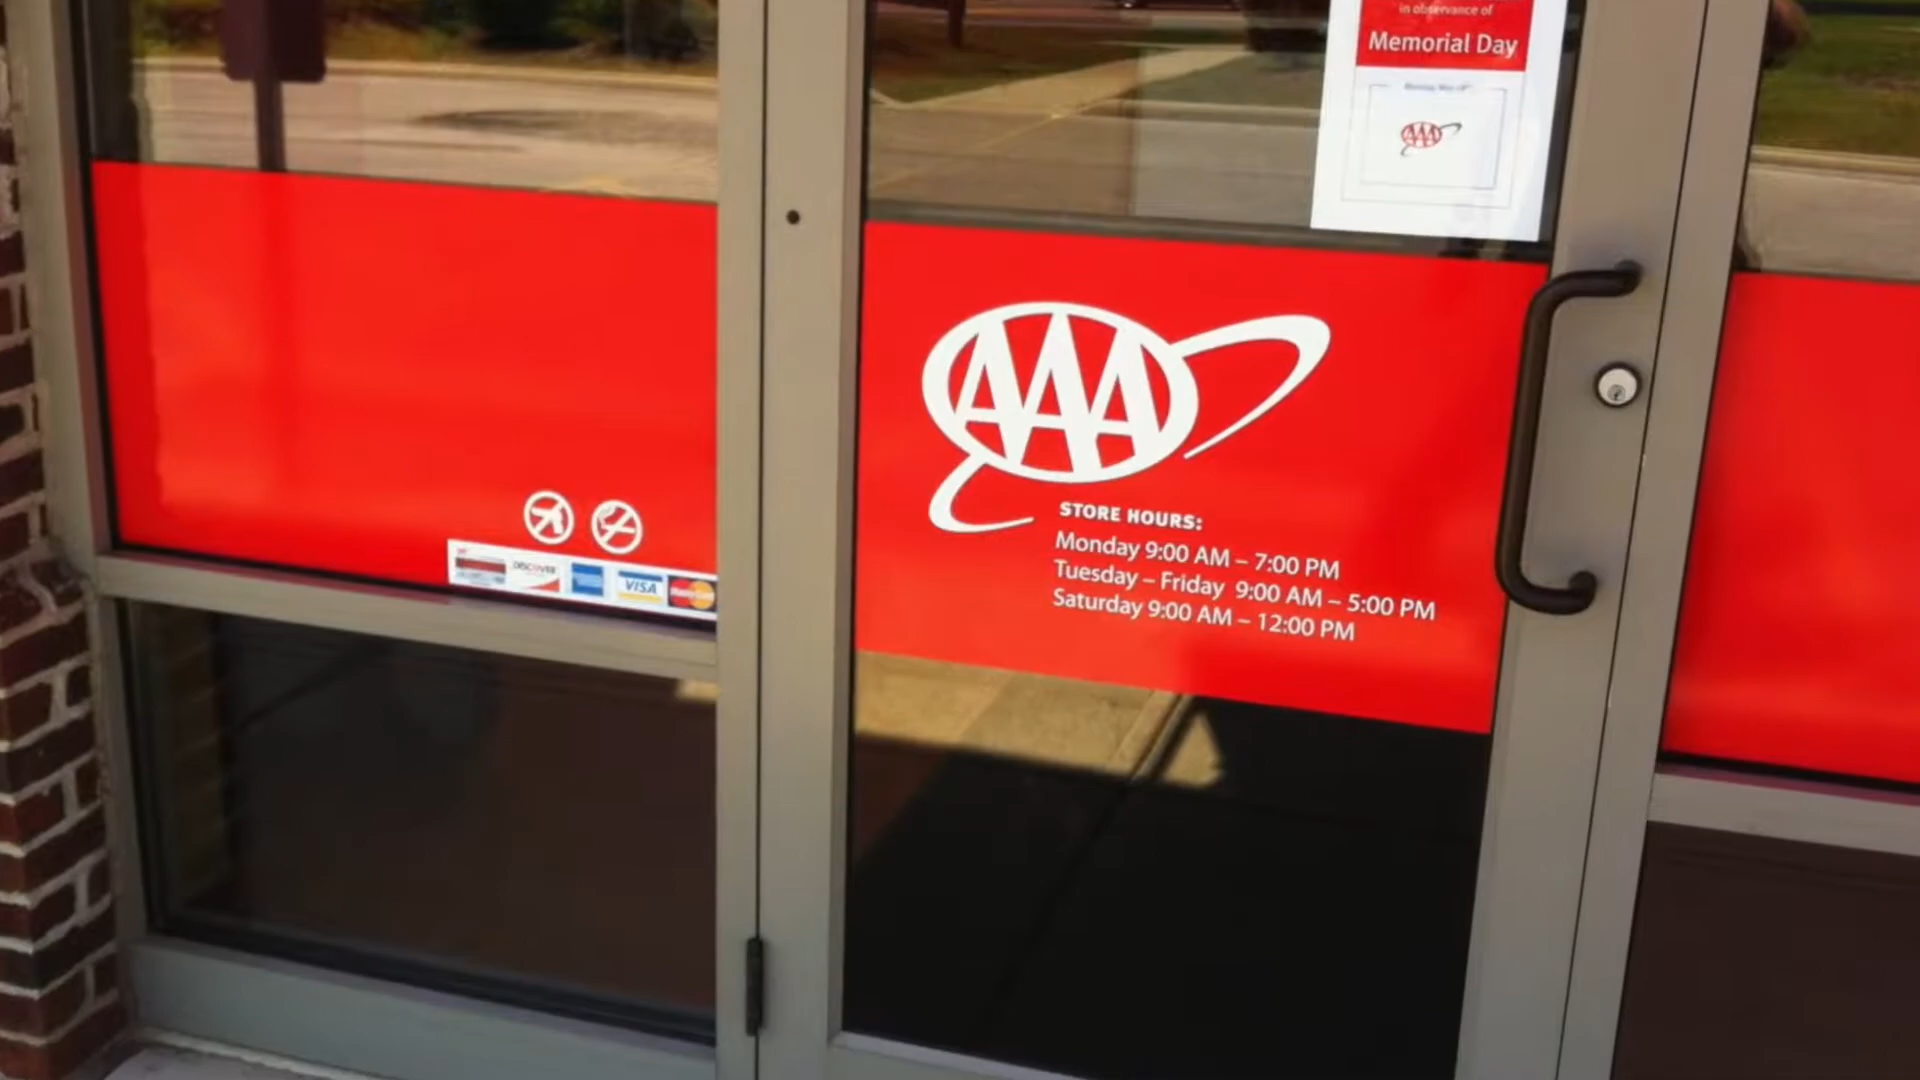 in observance of
Memorial Day
AAA
AAA
STORE HOURS:
Monday 9:00 AM – 7:00 PM
Tuesday – Friday 9:00 AM – 5:00 PM
Saturday 9:00 AM – 12:00 PM
DISCOVER
VISA
MasterCard